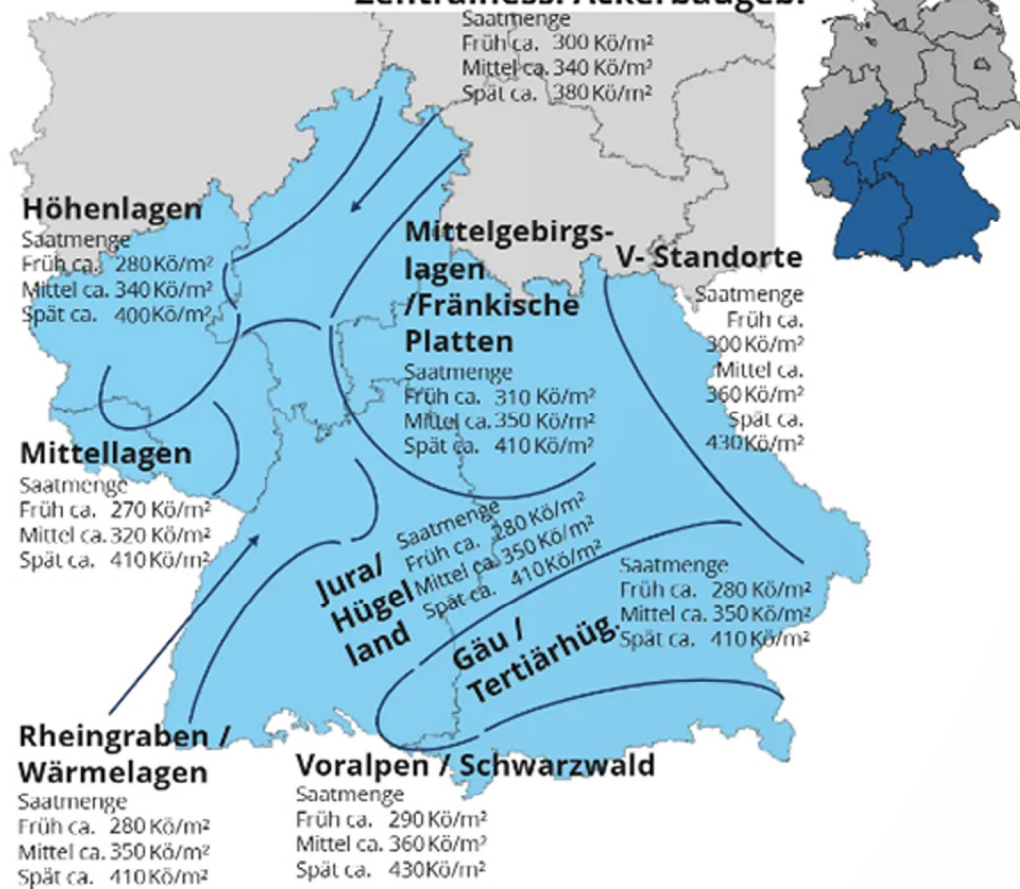 Zentralhess. Ackerbaugeb.
Saatmenge
Früh ca. 300 Kö/m²
Mittel ca. 340 Kö/m²
Spät ca. 380 Kö/m²
Höhenlagen
Saatmenge
Früh ca. 280 Kö/m²
Mittel ca. 340 Kö/m²
Spät ca. 400 Kö/m²
Mittelgebirgs-
lagen
/Fränkische
Platten
Saatmenge
Früh ca. 310 Kö/m²
Mittel ca. 350 Kö/m²
Spät ca. 410 Kö/m²
V- Standorte
Saatmenge
Früh ca.
300 Kö/m²
Mittel ca.
360 Kö/m²
Spät ca.
430 Kö/m²
Mittellagen
Saatmenge
Früh ca. 270 Kö/m²
Mittel ca. 320 Kö/m²
Spät ca. 410 Kö/m²
Jura/
Hügel
land
Saatmenge
Früh ca. 280 Kö/m²
Mittel ca. 350 Kö/m²
Spät ca. 410 Kö/m²
Gäu /
Tertiärhüg.
Saatmenge
Früh ca. 280 Kö/m²
Mittel ca. 350 Kö/m²
Spät ca. 410 Kö/m²
Rheingraben /
Wärmelagen
Saatmenge
Früh ca. 280 Kö/m²
Mittel ca. 350 Kö/m²
Spät ca. 410 Kö/m²
Voralpen / Schwarzwald
Saatmenge
Früh ca. 290 Kö/m²
Mittel ca. 360 Kö/m²
Spät ca. 430 Kö/m²